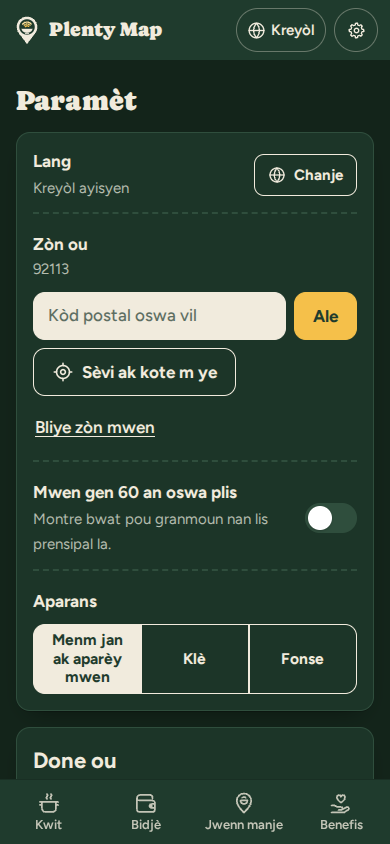 Plenty Map
Kreyòl
Paramèt
Lang
Kreyòl ayisyen
Chanje
Zòn ou
92113
Kòd postal oswa vil
Ale
Sèvi ak kote m ye
Bliye zòn mwen
Mwen gen 60 an oswa plis
Montre bwat pou granmoun nan lis
prensipal la.
Aparans
Menm jan
ak aparèy
mwen
Klè
Fonse
Done ou
Kwit
Bidjè
Jwenn manje
Benefis